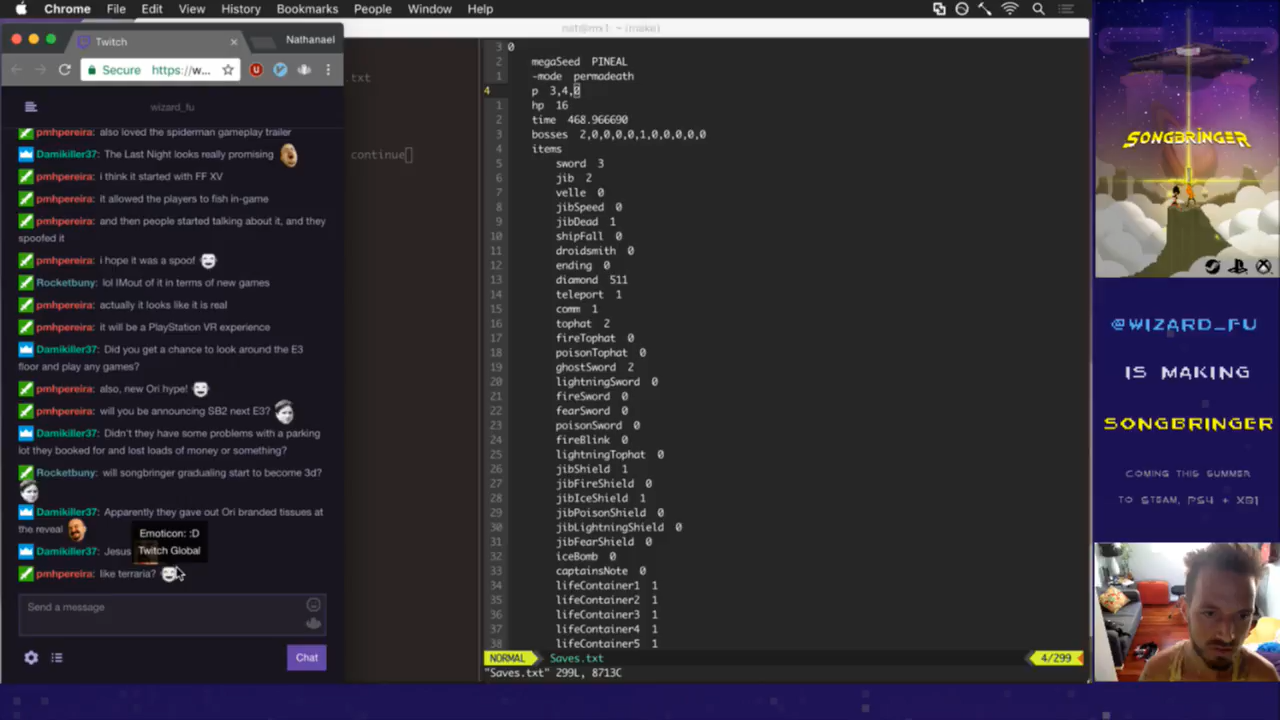 Chrome File Edit View History Bookmarks People Window Help
Twitch
Nathanael
Secure https://w...
wizard_fu
pmhpereira: also loved the spiderman gameplay trailer
Damikiller37: The Last Night looks really promising
pmhpereira: i think it started with FF XV
pmhpereira: it allowed the players to fish in-game
pmhpereira: and then people started talking about it, and they
spoofed it
pmhpereira: i hope it was a spoof
Rocketbuny: lol IMout of it in terms of new games
pmhpereira: actually it looks like it is real
pmhpereira: it will be a PlayStation VR experience
Damikiller37: Did you get a chance to look around the E3
floor and play any games?
pmhpereira: also, new Ori hype!
pmhpereira: will you be announcing SB2 next E3?
Damikiller37: Didn't they have some problems with a parking
lot they booked for and lost loads of money or something?
Rocketbuny: will songbringer graduating start to become 3d?
Damikiller37: Apparently they gave out Ori branded tissues at
the reveal
Emoticon: :D
Twitch Global
Damikiller37: Jesus
pmhpereira: like terraria?
Send a message
Chat
.txt
continue
3 0
2 megaSeed PINEAL
1 -mode permadeath
4 p 3,4,0
1 hp 16
2 time 468.966690
3 bosses 2,0,0,0,0,1,0,0,0,0,0
4 items
5 sword 3
6 jib 2
7 velle 0
8 jibSpeed 0
9 jibDead 1
10 shipFall 0
11 droidsmith 0
12 ending 0
13 diamond 511
14 teleport 1
15 comm 1
16 tophat 2
17 fireTophat 0
18 poisonTophat 0
19 ghostSword 2
20 lightningSword 0
21 fireSword 0
22 fearSword 0
23 poisonSword 0
24 fireBlink 0
25 lightningTophat 0
26 jibShield 1
27 jibFireShield 0
28 jibIceShield 1
29 jibPoisonShield 0
30 jibLightningShield 0
31 jibFearShield 0
32 iceBomb 0
33 captainsNote 0
34 lifeContainer1 1
35 lifeContainer2 1
36 lifeContainer3 1
37 lifeContainer4 1
38 lifeContainer5 1
NORMAL Saves.txt 4/299
"Saves.txt" 299L, 8713C
SONGBRINGER
@WIZARD_FU
IS MAKING
SONGBRINGER
COMING THIS SUMMER
TO STEAM, PS4 + XB1